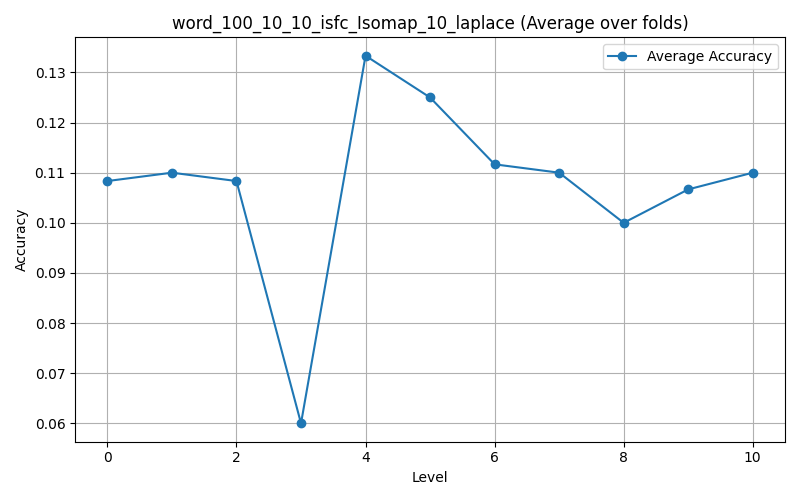 word_100_10_10_isfc_Isomap_10_laplace (Average over folds)
Average Accuracy
Accuracy
0.13
0.12
0.11
0.10
0.09
0.08
0.07
0.06
0 2 4 6 8 10
Level